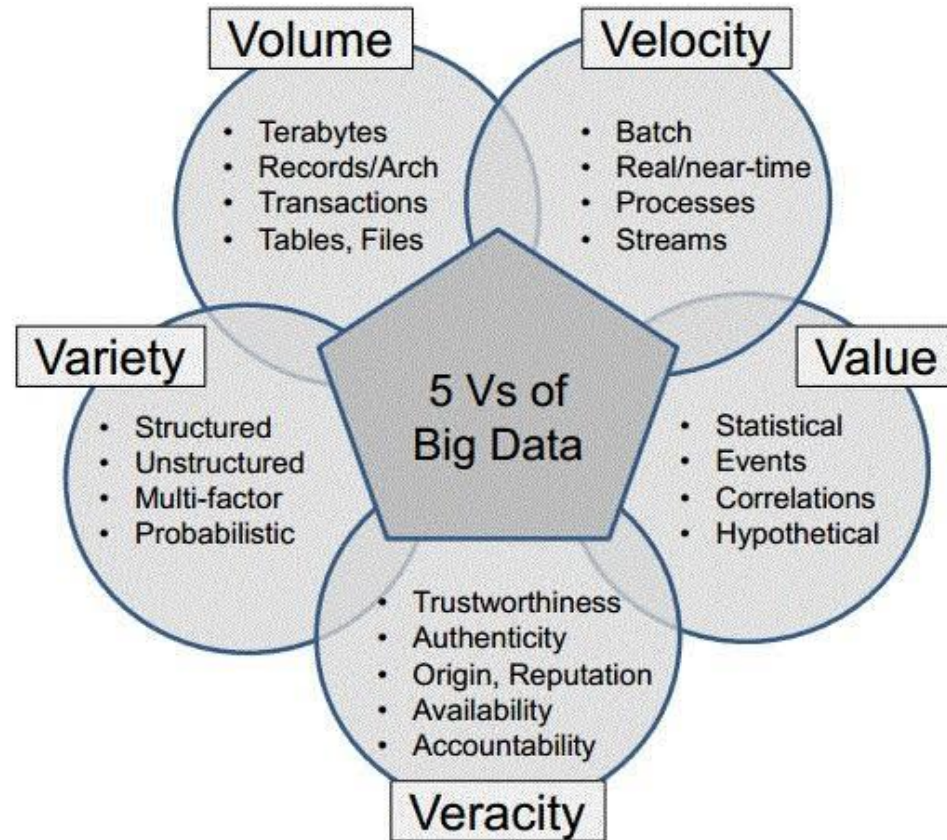 Volume
• Terabytes
• Records/Arch
• Transactions
• Tables, Files
Velocity
• Batch
• Real/near-time
• Processes
• Streams
Variety
• Structured
• Unstructured
• Multi-factor
• Probabilistic
5 Vs of
Big Data
Value
• Statistical
• Events
• Correlations
• Hypothetical
• Trustworthiness
• Authenticity
• Origin, Reputation
• Availability
• Accountability
Veracity